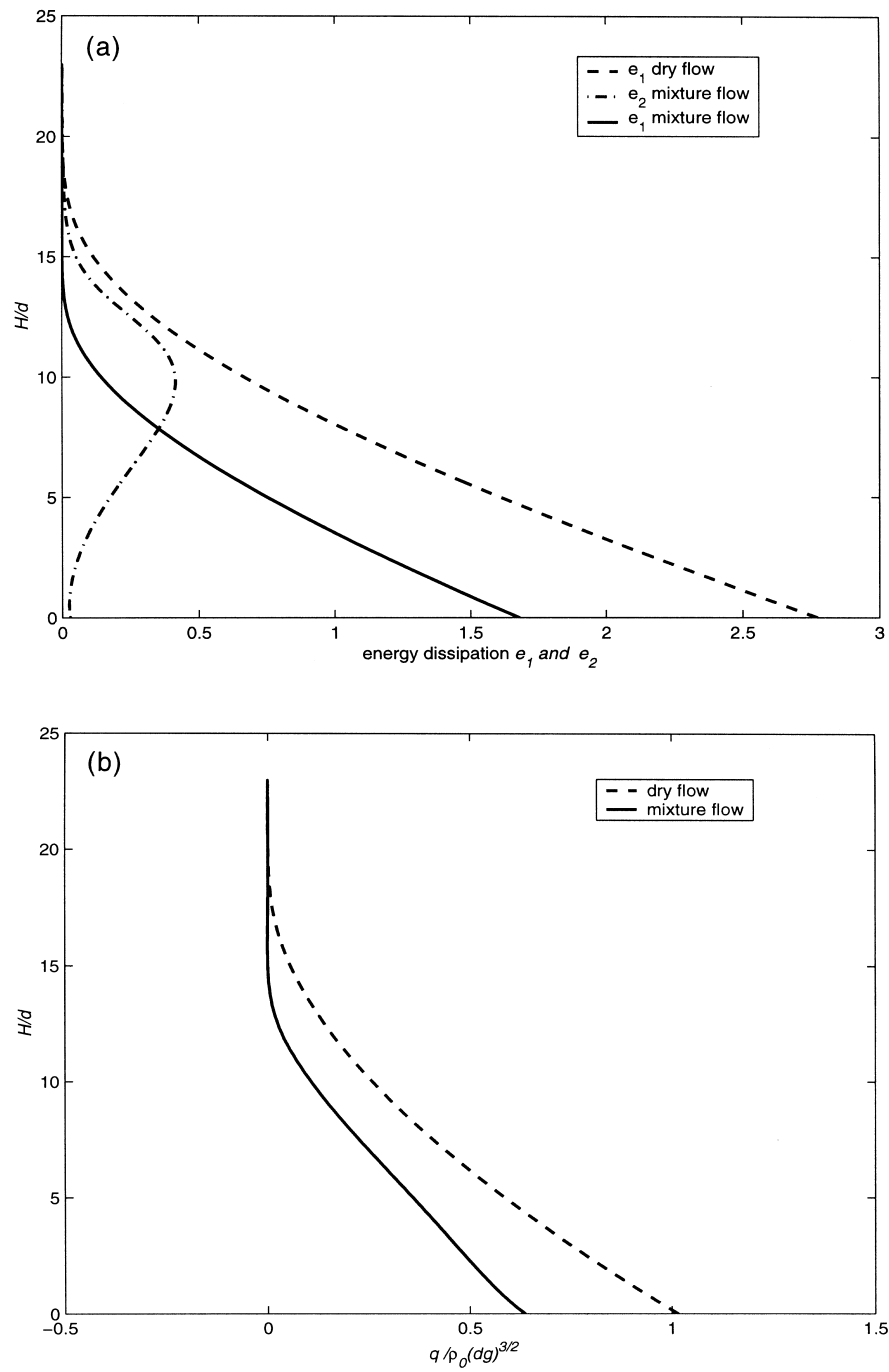 (a)
e1 dry flow
e2 mixture flow
e1 mixture flow
25
20
15
10
5
0
H/d
0 0.5 1 1.5 2 2.5 3
energy dissipation e1 and e2
(b)
dry flow
mixture flow
25
20
15
10
5
0
H/d
−0.5 0 0.5 1 1.5
q /ρ0(dg)3/2